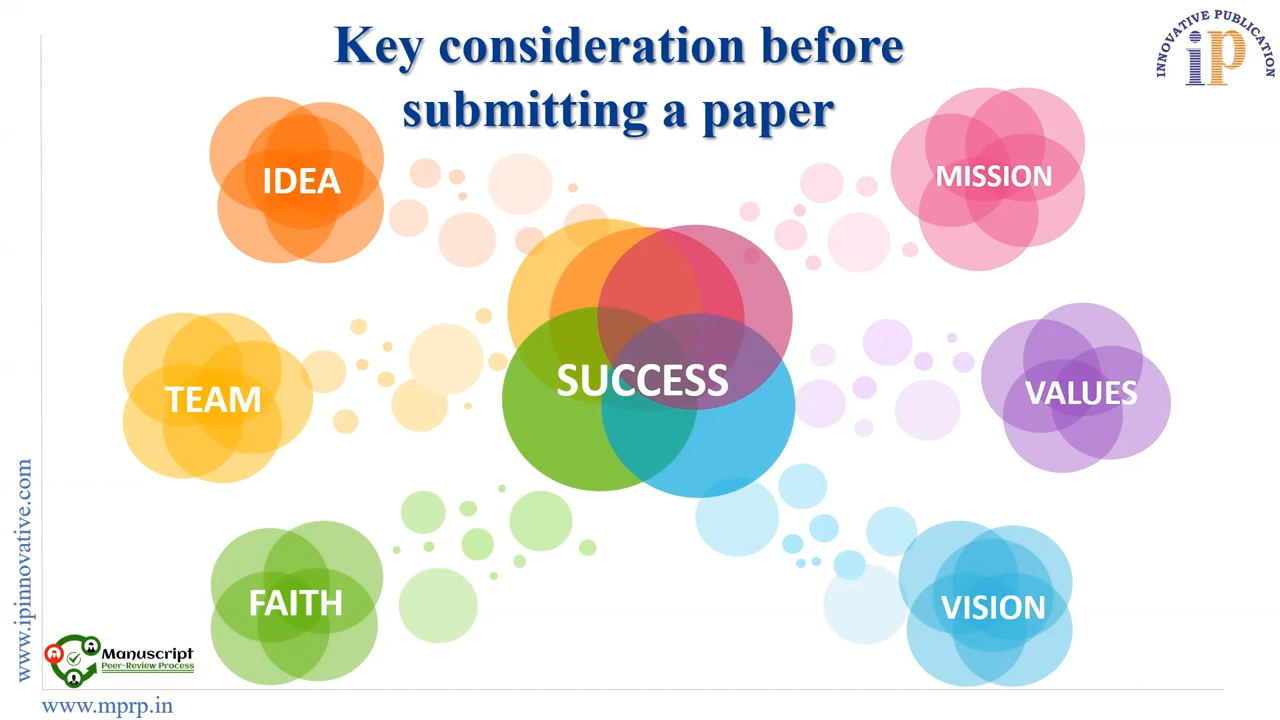 Key consideration before
submitting a paper
INNOVATIVE PUBLICATION
iP
IDEA
MISSION
TEAM
SUCCESS
VALUES
FAITH
VISION
www.ipinnovative.com
Manuscript
Peer-Review Process
www.mprp.in